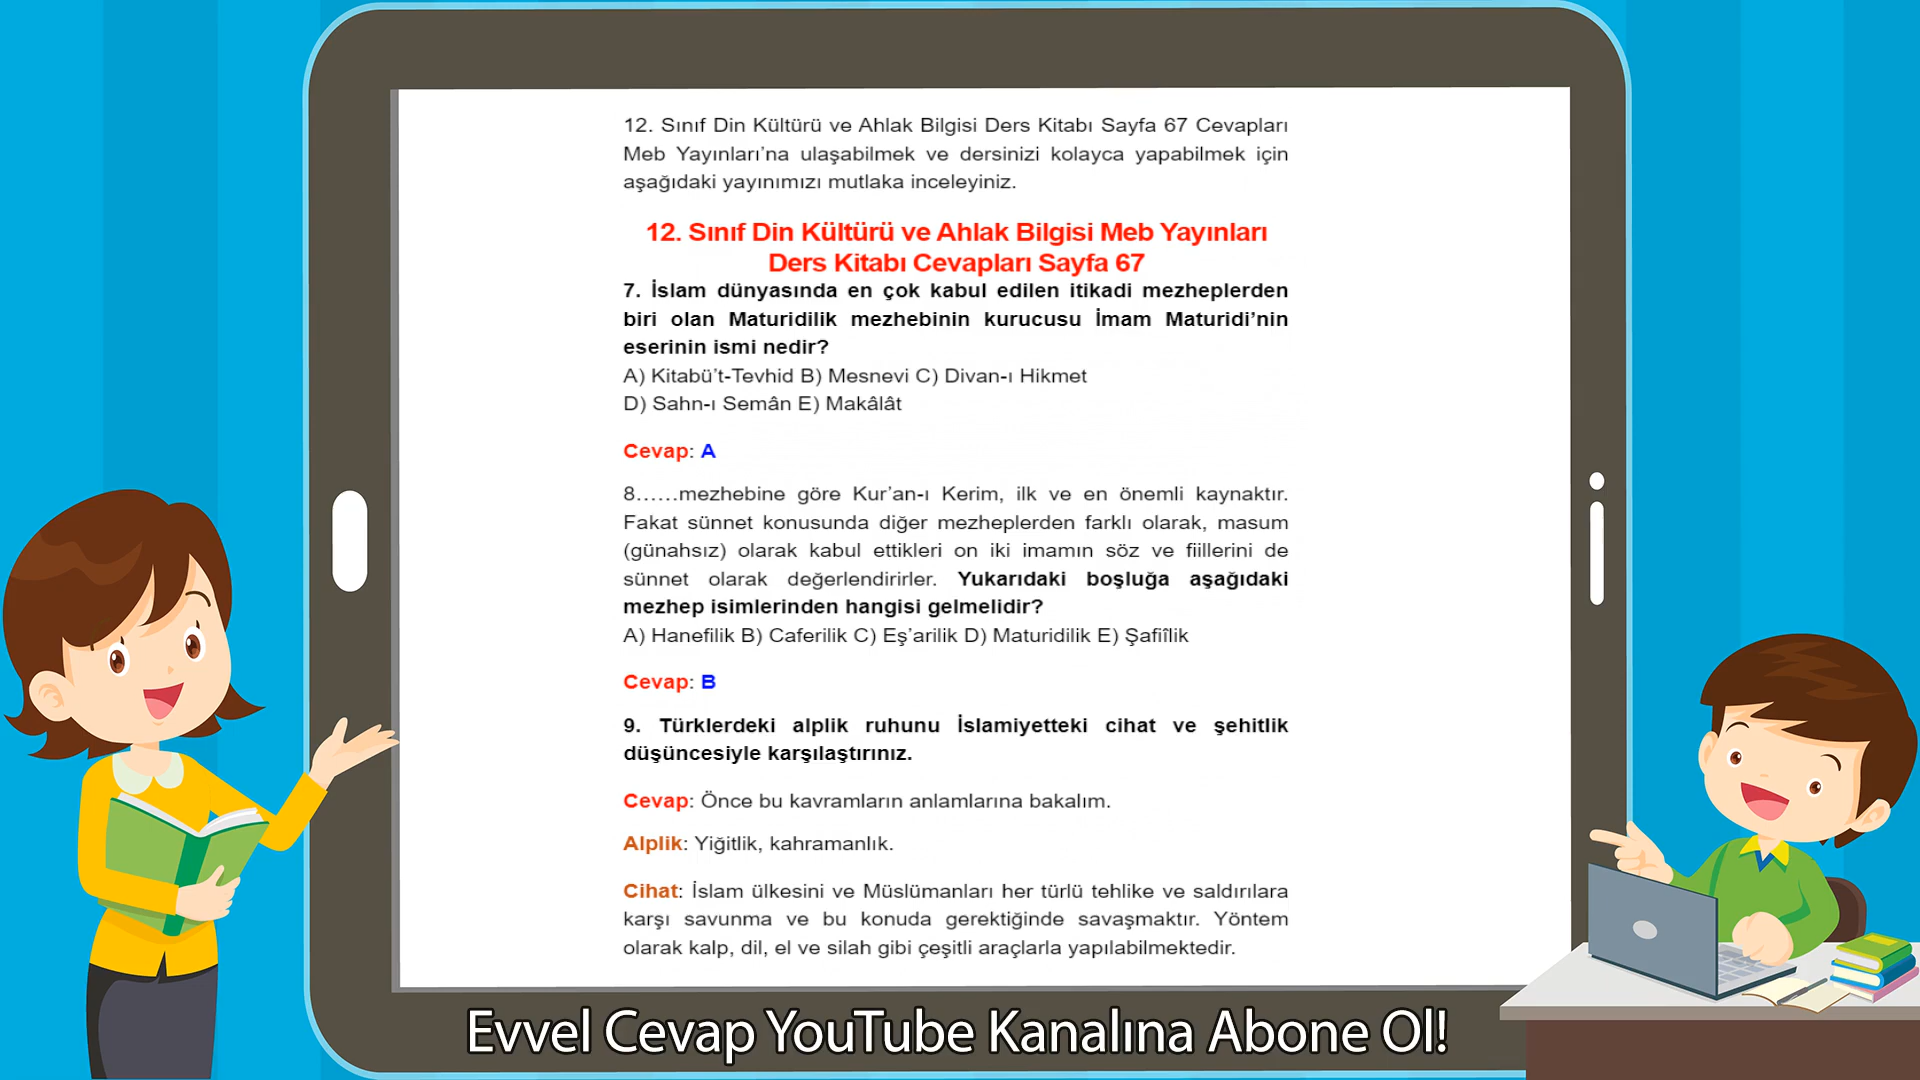 12. Sınıf Din Kültürü ve Ahlak Bilgisi Ders Kitabı Sayfa 67 Cevapları
Meb Yayınları’na ulaşabilmek ve dersinizi kolayca yapabilmek için
aşağıdaki yayınımızı mutlaka inceleyiniz.
12. Sınıf Din Kültürü ve Ahlak Bilgisi Meb Yayınları
Ders Kitabı Cevapları Sayfa 67
7. İslam dünyasında en çok kabul edilen itikadi mezheplerden
biri olan Maturidilik mezhebinin kurucusu İmam Maturidi’nin
eserinin ismi nedir?
A) Kitabü’t-Tevhid B) Mesnevi C) Divan-ı Hikmet
D) Sahn-ı Semân E) Makâlât
Cevap: A
8……mezhebine göre Kur’an-ı Kerim, ilk ve en önemli kaynaktır.
Fakat sünnet konusunda diğer mezheplerden farklı olarak, masum
(günahsız) olarak kabul ettikleri on iki imamın söz ve fiillerini de
sünnet olarak değerlendirirler. Yukarıdaki boşluğa aşağıdaki
mezhep isimlerinden hangisi gelmelidir?
A) Hanefilik B) Caferilik C) Eş’arilik D) Maturidilik E) Şafiîlik
Cevap: B
9. Türklerdeki alplik ruhunu İslamiyetteki cihat ve şehitlik
düşüncesiyle karşılaştırınız.
Cevap: Önce bu kavramların anlamlarına bakalım.
Alplik: Yiğitlik, kahramanlık.
Cihat: İslam ülkesini ve Müslümanları her türlü tehlike ve saldırılara
karşı savunma ve bu konuda gerektiğinde savaşmaktır. Yöntem
olarak kalp, dil, el ve silah gibi çeşitli araçlarla yapılabilmektedir.
Evvel Cevap YouTube Kanalına Abone Ol!